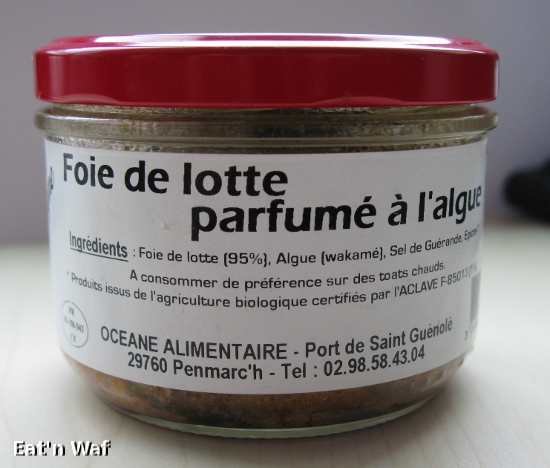 Foie de lotte
parfumé à l'algue
Ingrédients : Foie de lotte (95%), Algue (wakamé), Sel de Guérande, Epices*
A consommer de préférence sur des toats chauds.
* Produits issus de l'agriculture biologique certifiés par l'ACLAVE F-85013
OCEANE ALIMENTAIRE - Port de Saint Guénolé
29760 Penmarc'h - Tel : 02.98.58.43.04
Eat'n Waf